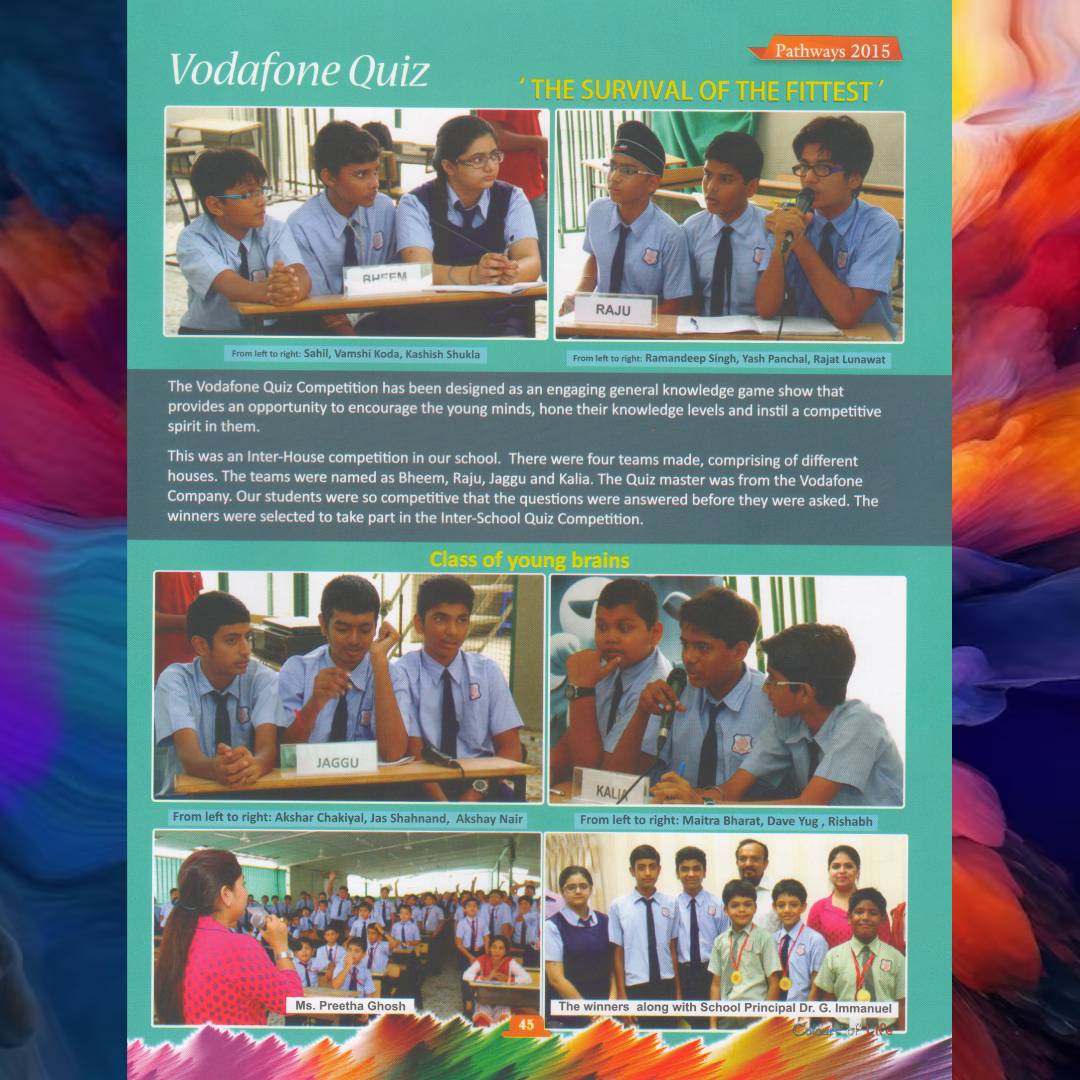 Pathways 2015
Vodafone Quiz
‘ THE SURVIVAL OF THE FITTEST ’
BHEEM
RAJU
From left to right: Sahil, Vamshi Koda, Kashish Shukla
From left to right: Ramandeep Singh, Yash Panchal, Rajat Lunawat
The Vodafone Quiz Competition has been designed as an engaging general knowledge game show that
provides an opportunity to encourage the young minds, hone their knowledge levels and instil a competitive
spirit in them.
This was an Inter-House competition in our school. There were four teams made, comprising of different
houses. The teams were named as Bheem, Raju, Jaggu and Kalia. The Quiz master was from the Vodafone
Company. Our students were so competitive that the questions were answered before they were asked. The
winners were selected to take part in the Inter-School Quiz Competition.
Class of young brains
JAGGU
KALIA
From left to right: Akshar Chakiyal, Jas Shahnand, Akshay Nair
From left to right: Maitra Bharat, Dave Yug , Rishabh
Ms. Preetha Ghosh
The winners along with School Principal Dr. G. Immanuel
45
Colours of Life